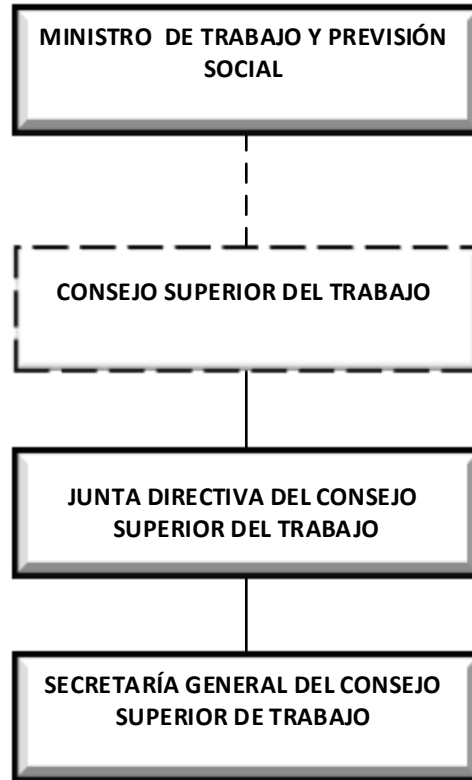 MINISTRO DE TRABAJO Y PREVISIÓN
SOCIAL
CONSEJO SUPERIOR DEL TRABAJO
JUNTA DIRECTIVA DEL CONSEJO
SUPERIOR DEL TRABAJO
SECRETARÍA GENERAL DEL CONSEJO
SUPERIOR DE TRABAJO